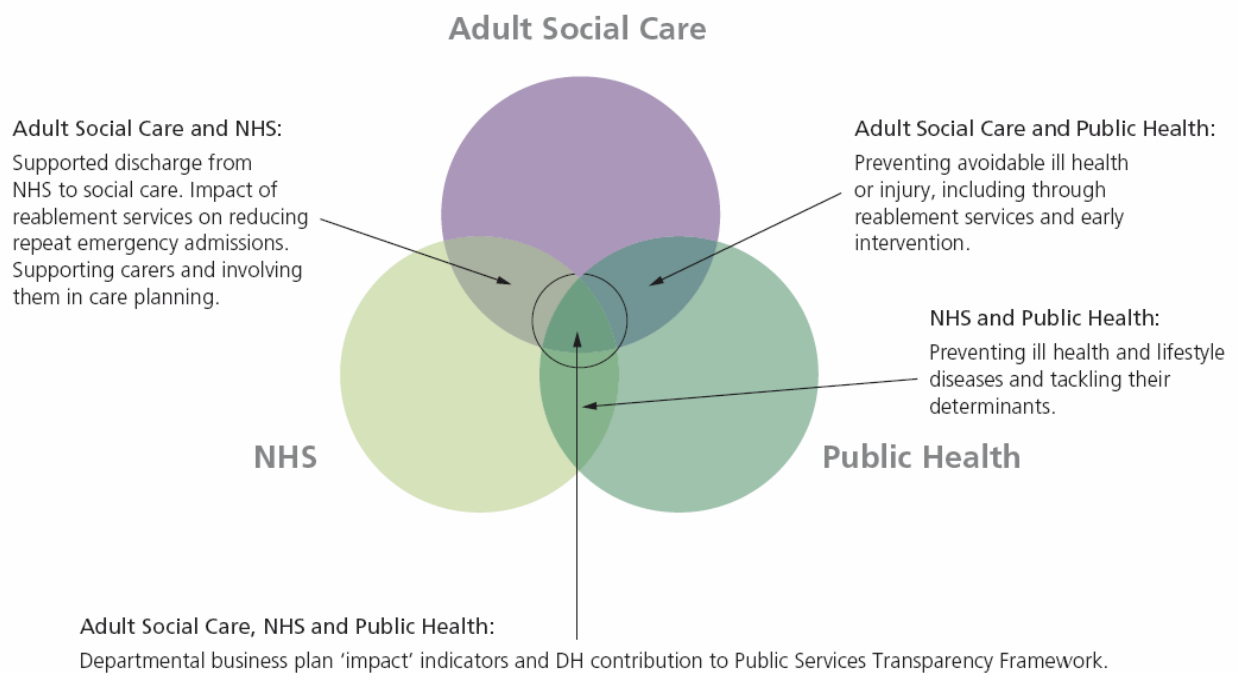 Adult Social Care
Adult Social Care and NHS:
Supported discharge from
NHS to social care. Impact of
reablement services on reducing
repeat emergency admissions.
Supporting carers and involving
them in care planning.
Adult Social Care and Public Health:
Preventing avoidable ill health
or injury, including through
reablement services and early
intervention.
NHS and Public Health:
Preventing ill health and lifestyle
diseases and tackling their
determinants.
NHS
Public Health
Adult Social Care, NHS and Public Health:
Departmental business plan ‘impact’ indicators and DH contribution to Public Services Transparency Framework.